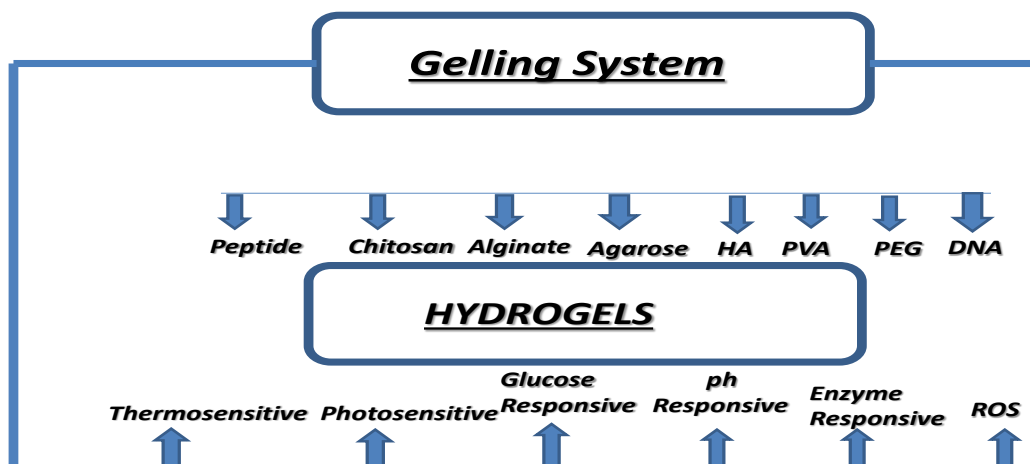 Gelling System
Peptide Chitosan Alginate Agarose HA PVA PEG DNA
HYDROGELS
Thermosensitive Photosensitive
Glucose
Responsive
ph
Responsive
Enzyme
Responsive
ROS